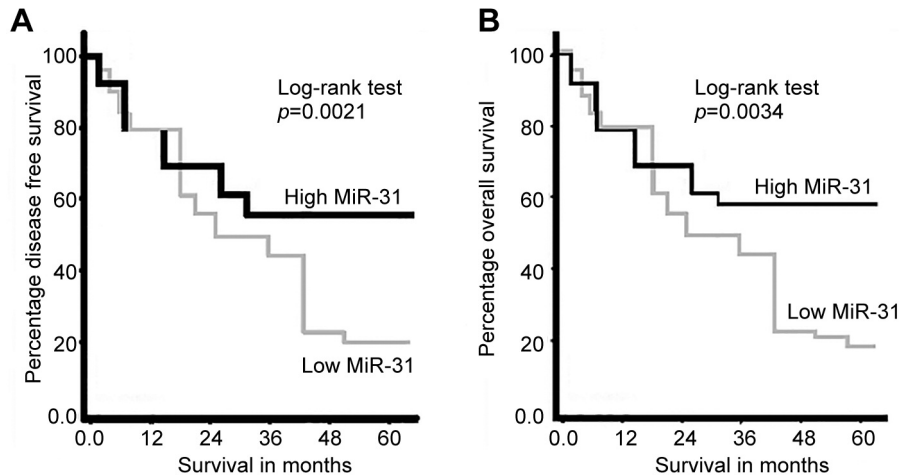 A
Percentage disease free survival
100
80
60
40
20
0.0
Log-rank test
p=0.0021
High MiR-31
Low MiR-31
0.0 12 24 36 48 60
Survival in months
B
Percentage overall survival
100
80
60
40
20
0.0
Log-rank test
p=0.0034
High MiR-31
Low MiR-31
0.0 12 24 36 48 60
Survival in months